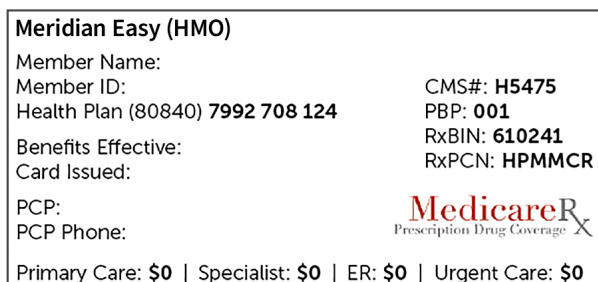 Meridian Easy (HMO)
Member Name:
Member ID:
Health Plan (80840) 7992 708 124
Benefits Effective:
Card Issued:
PCP:
PCP Phone:
CMS#: H5475
PBP: 001
RxBIN: 610241
RxPCN: HPMMCR
MedicareRx
Prescription Drug Coverage
Primary Care: $0 | Specialist: $0 | ER: $0 | Urgent Care: $0